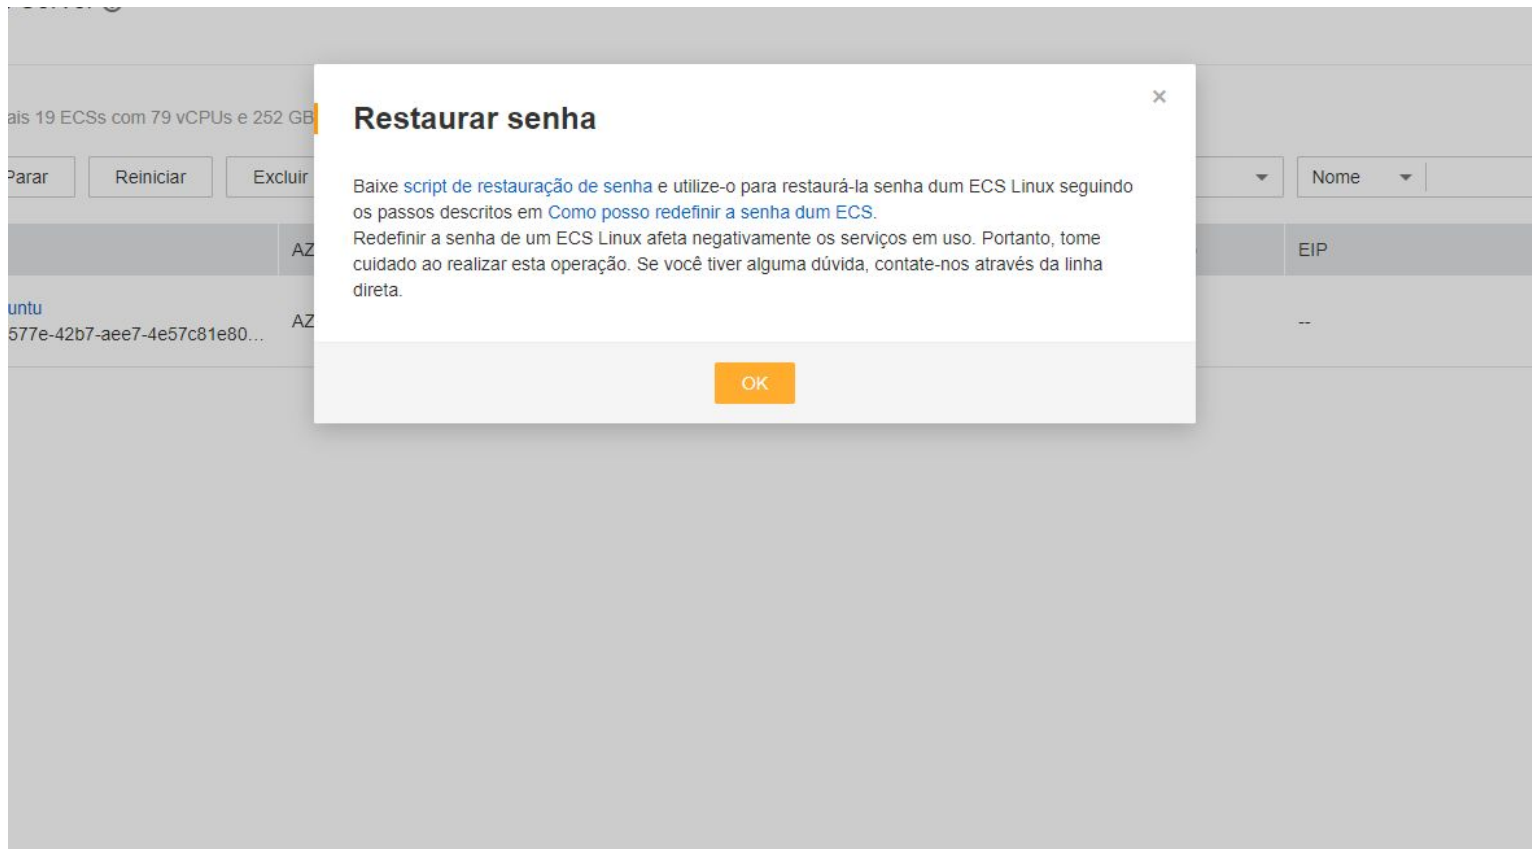 ais 19 ECSs com 79 vCPUs e 252 GB
Parar Reiniciar Excluir
Nome
AZ
EIP
untu
577e-42b7-aee7-4e57c81e80...
AZ
--
Restaurar senha
×
Baixe script de restauração de senha e utilize-o para restaurá-la senha dum ECS Linux seguindo
os passos descritos em Como posso redefinir a senha dum ECS.
Redefinir a senha de um ECS Linux afeta negativamente os serviços em uso. Portanto, tome
cuidado ao realizar esta operação. Se você tiver alguma dúvida, contate-nos através da linha
direta.
OK